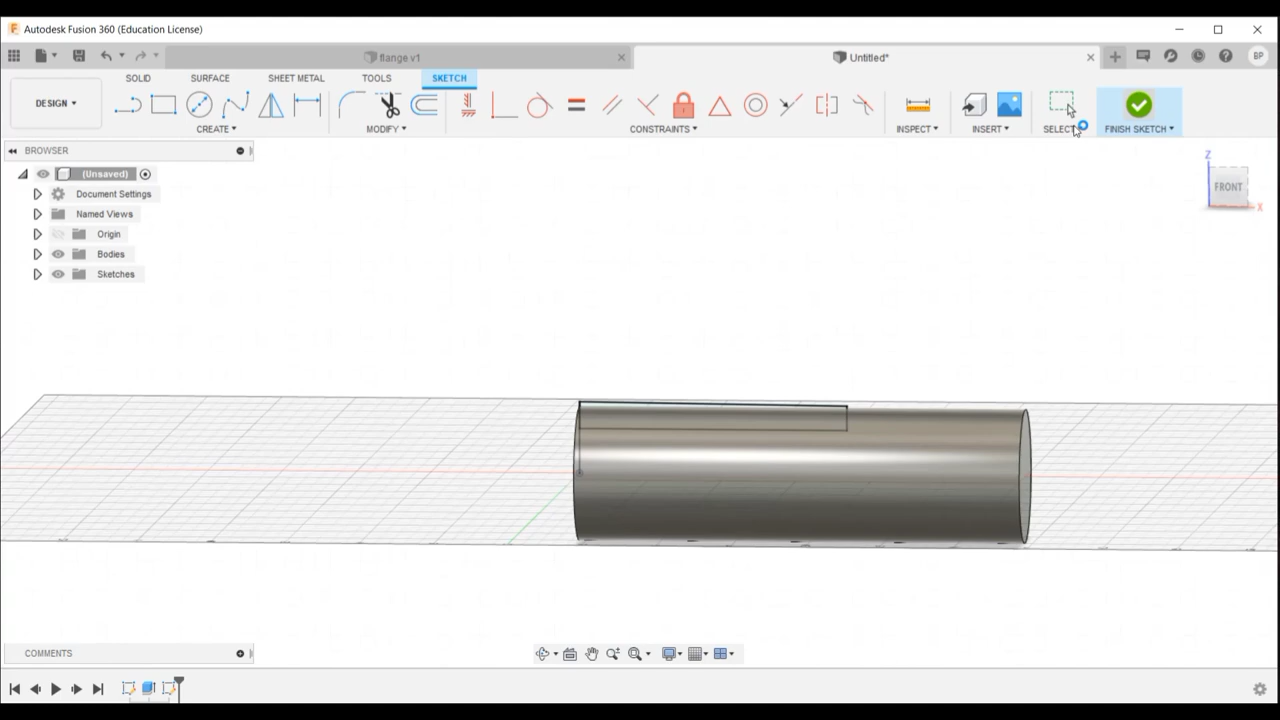 Autodesk Fusion 360 (Education License)
flange v1
Untitled*
BP
DESIGN
SOLID SURFACE SHEET METAL TOOLS SKETCH
CREATE MODIFY CONSTRAINTS INSPECT INSERT SELECT FINISH SKETCH
BROWSER
(Unsaved)
Document Settings
Named Views
Origin
Bodies
Sketches
Z
FRONT
X
COMMENTS